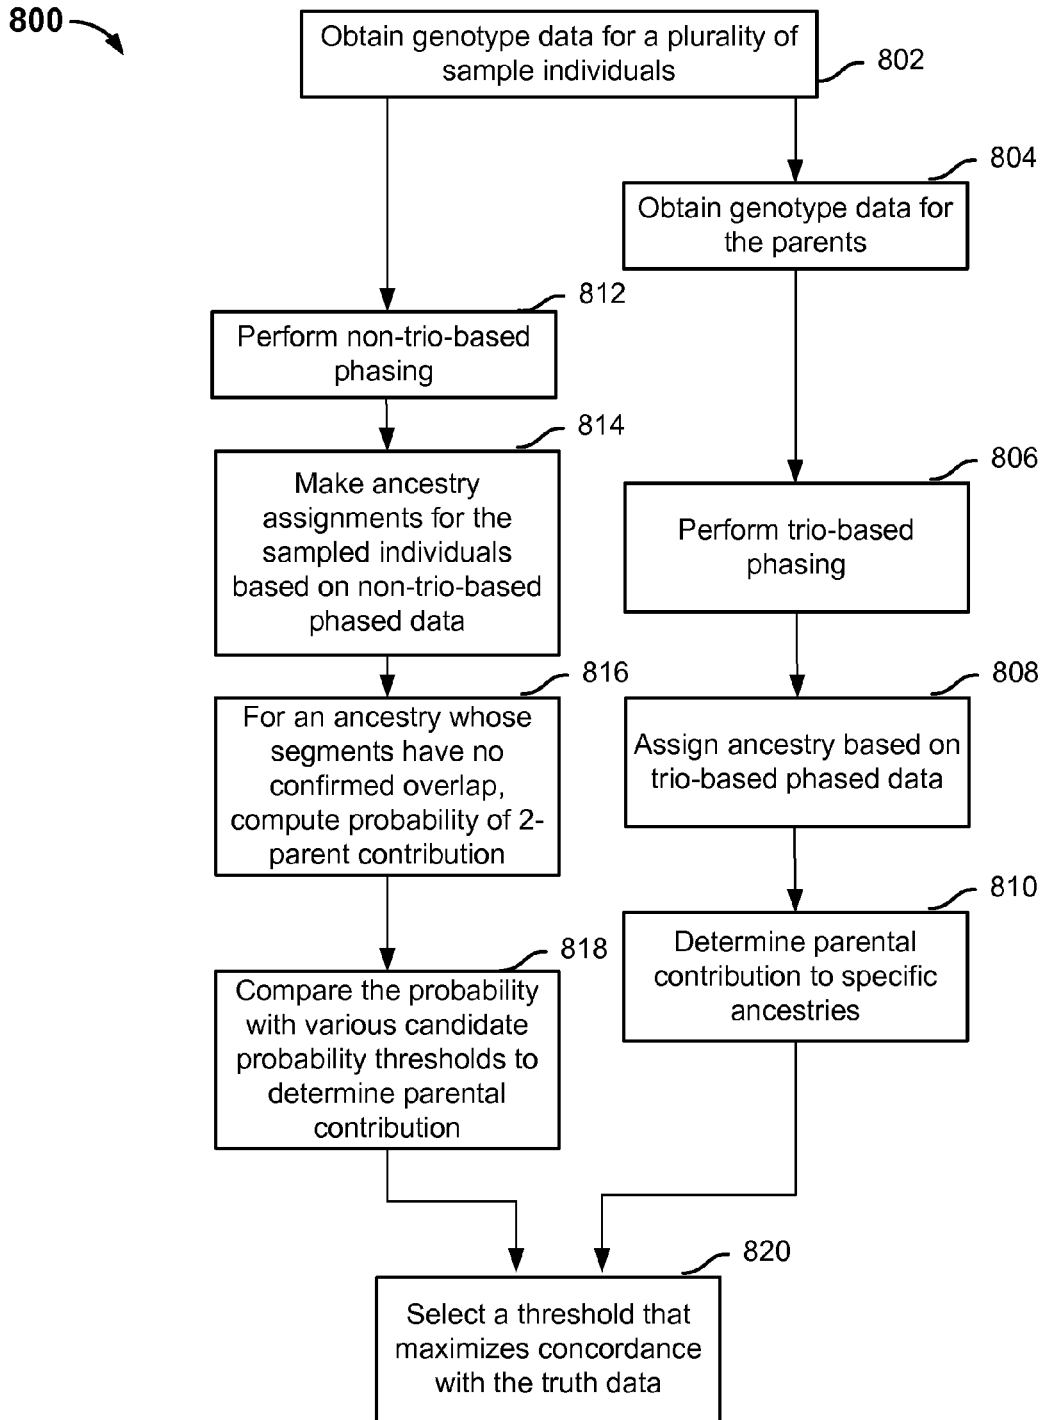 800
Obtain genotype data for a plurality of
sample individuals
802
804
Obtain genotype data for
the parents
812
Perform non-trio-based
phasing
814
Make ancestry
assignments for the
sampled individuals
based on non-trio-based
phased data
806
Perform trio-based
phasing
816
For an ancestry whose
segments have no
confirmed overlap,
compute probability of 2-
parent contribution
808
Assign ancestry based on
trio-based phased data
810
Determine parental
contribution to specific
ancestries
818
Compare the probability
with various candidate
probability thresholds to
determine parental
contribution
820
Select a threshold that
maximizes concordance
with the truth data